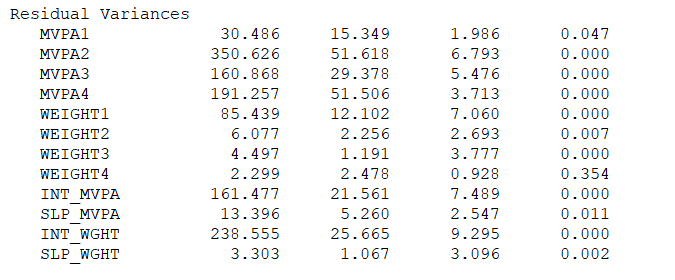 Residual Variances
MVPA1 30.486 15.349 1.986 0.047
MVPA2 350.626 51.618 6.793 0.000
MVPA3 160.868 29.378 5.476 0.000
MVPA4 191.257 51.506 3.713 0.000
WEIGHT1 85.439 12.102 7.060 0.000
WEIGHT2 6.077 2.256 2.693 0.007
WEIGHT3 4.497 1.191 3.777 0.000
WEIGHT4 2.299 2.478 0.928 0.354
INT_MVPA 161.477 21.561 7.489 0.000
SLP_MVPA 13.396 5.260 2.547 0.011
INT_WGHT 238.555 25.665 9.295 0.000
SLP_WGHT 3.303 1.067 3.096 0.002